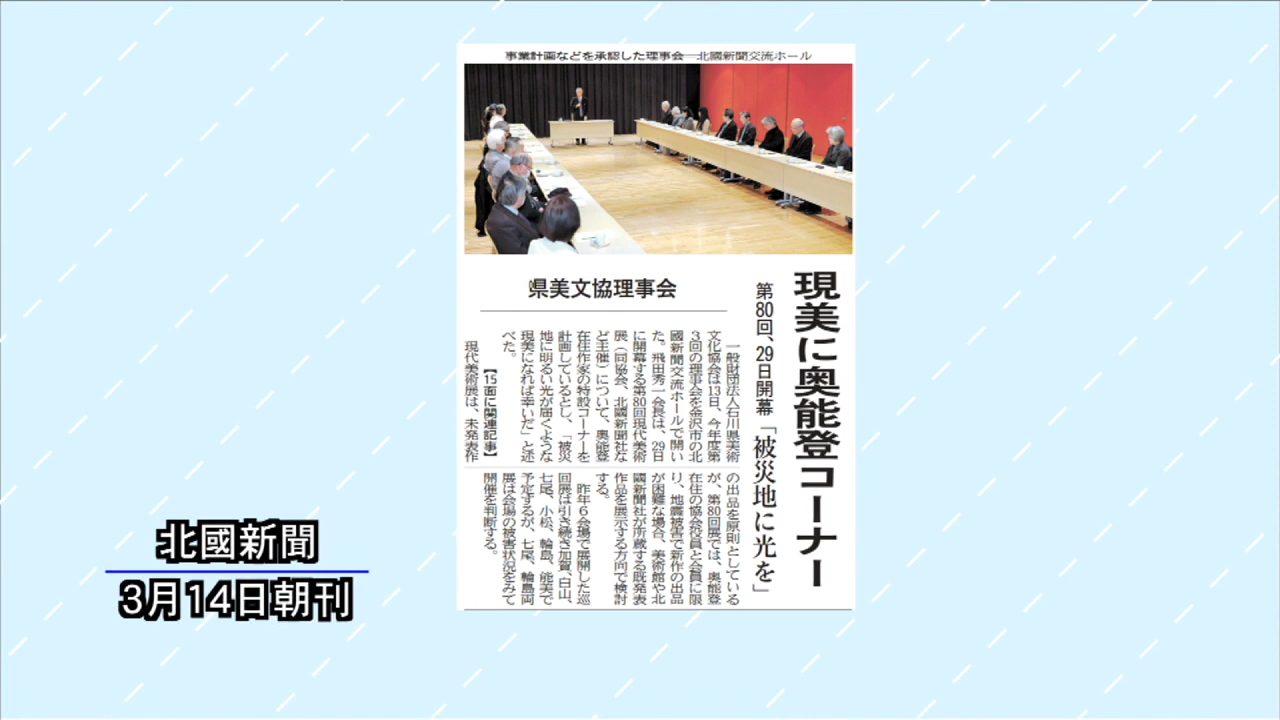 事業計画などを承認した理事会―北國新聞交流ホール
現美に奥能登コーナー
第80回、29日開幕「被災地に光を」
県美文協理事会
一般財団法人石川県美術
文化協会は13日、今年度第
3回の理事会を金沢市の北
國新聞交流ホールで開い
た。飛田秀一会長は、29日
に開幕する第80回現代美術
展（同協会、北國新聞社な
ど主催）について、奥能登
在住作家の特設コーナーを
計画しているとし、「被災
地に明るい光が届くような
現美になれば幸いだ」と述
べた。
【15面に関連記事】
現代美術展は、未発表作
の出品を原則としている
が、第80回展では、奥能登
在住の協会役員と会員に限
り、地震被害で新作の出品
が困難な場合、美術館や北
國新聞社が所蔵する既発表
作品を展示する方向で検討
する。
昨年6会場で展開した巡
回展は引き続き加賀、白山、
七尾、小松、輪島、能美で
予定するが、七尾、輪島両
展は会場の被害状況をみて
開催を判断する。
北國新聞
3月14日朝刊